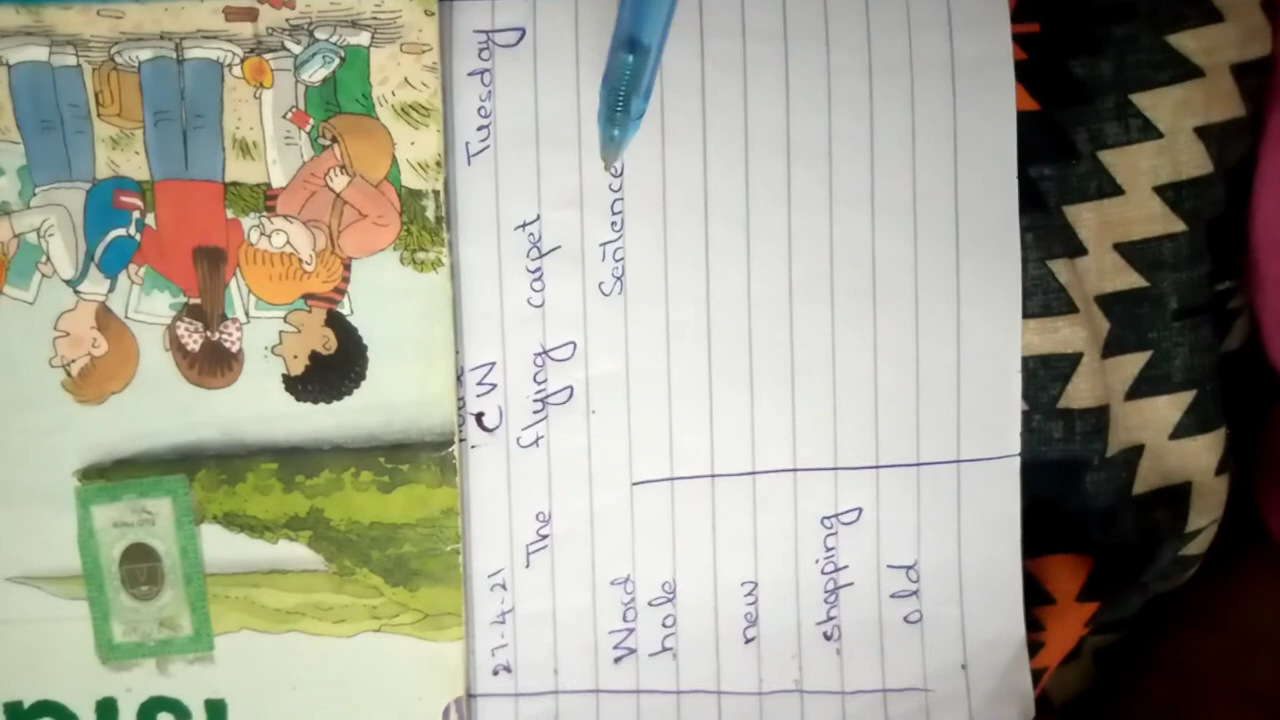 27-4-21 CW Tuesday
The flying carpet
Word Sentence
hole
new
shopping
old